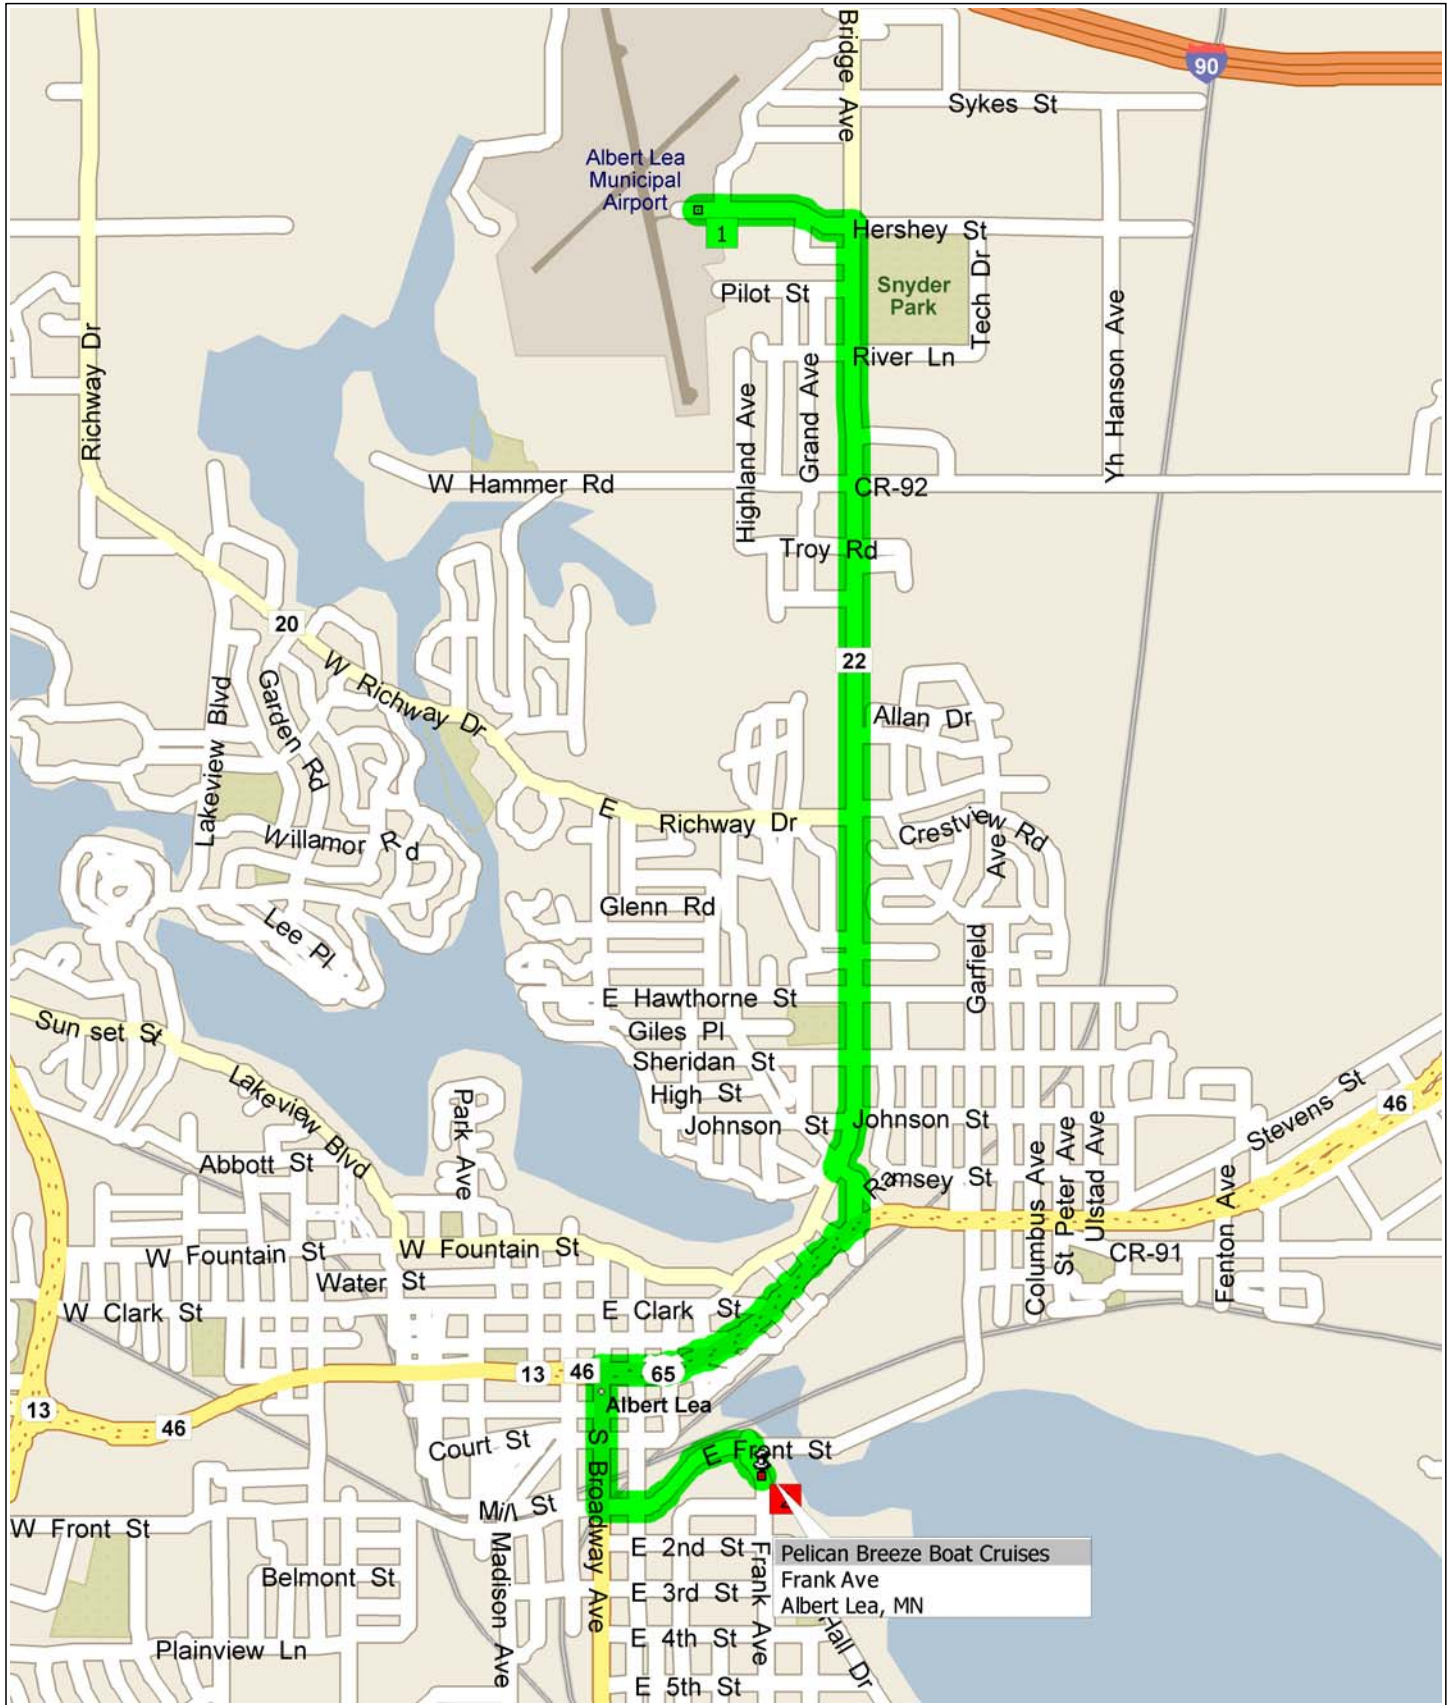 Bridge Ave
90
Sykes St
Albert Lea
Municipal
Airport
1
Hershey St
Snyder
Park
Tech Dr
Pilot St
Yh Hanson Ave
Richway Dr
River Ln
Grand Ave
Highland Ave
W Hammer Rd
CR-92
Troy Rd
20
22
W Richway Dr
Lakeview Blvd
Garden Rd
Allan Dr
E Richway Dr
Crestview Rd
Ave
Willamor Rd
Glenn Rd
Lee Pl
Garfield
E Hawthorne St
Sun set St
Giles Pl
Sheridan St
High St
Lakeview Blvd
Park Ave
Johnson St
Johnson St
Stevens St
46
Abbott St
Ramsey St
Columbus Ave
St Peter Ave
Ulstad Ave
Fenton Ave
W Fountain St
W Fountain St
CR-91
Water St
W Clark St
E Clark St
13
46
65
Albert Lea
13
46
Court St
S Broadway Ave
E Front St
Mill St
W Front St
Madison Ave
E 2nd St
Frank Ave
Pelican Breeze Boat Cruises
Frank Ave
Albert Lea, MN
Belmont St
E 3rd St
E 4th St
Hall Dr
Plainview Ln
E 5th St